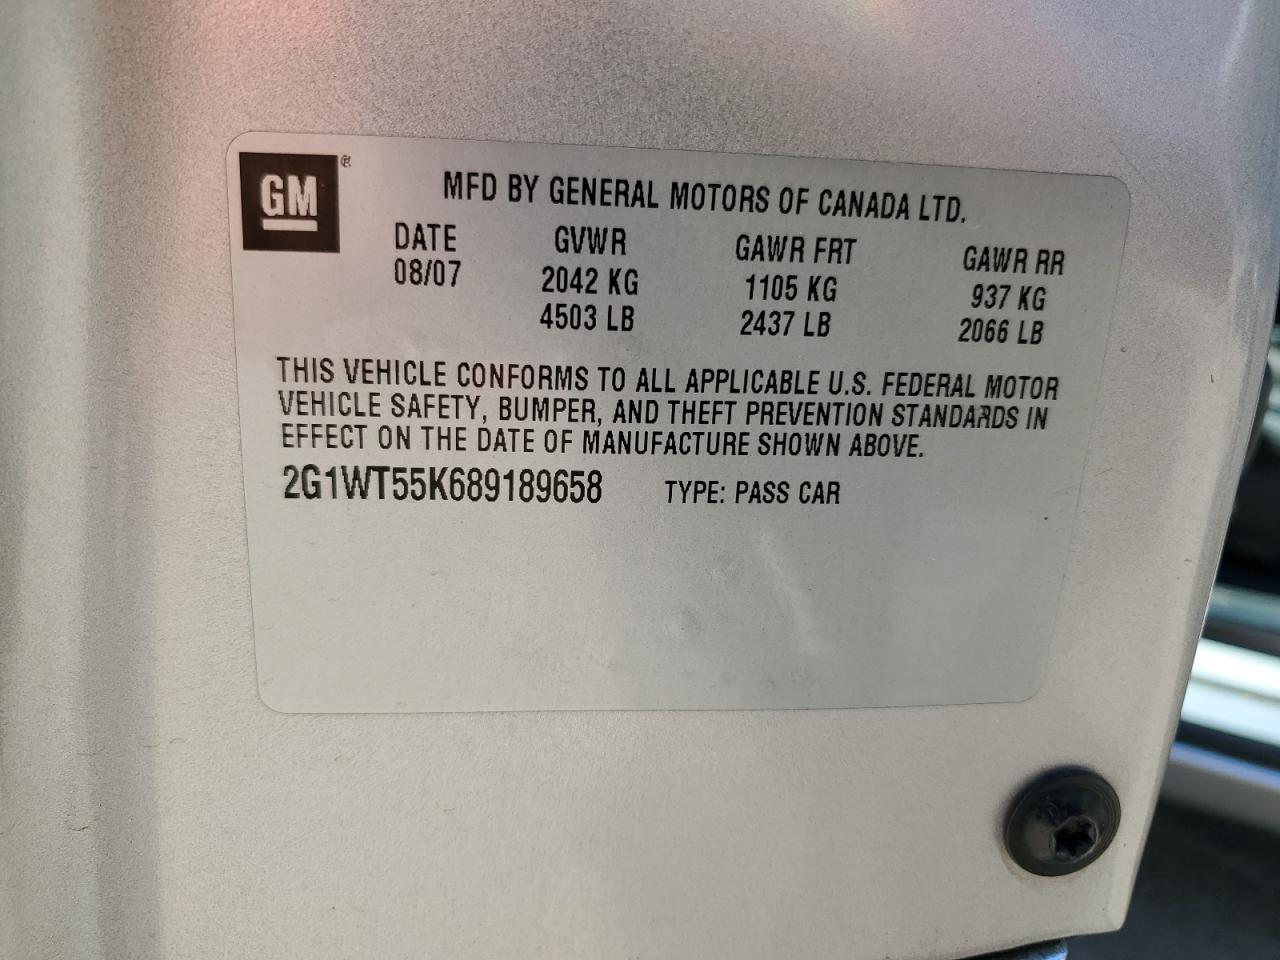 GM ®
MFD BY GENERAL MOTORS OF CANADA LTD.
DATE GVWR GAWR FRT GAWR RR
08/07 2042 KG 1105 KG 937 KG
4503 LB 2437 LB 2066 LB
THIS VEHICLE CONFORMS TO ALL APPLICABLE U.S. FEDERAL MOTOR
VEHICLE SAFETY, BUMPER, AND THEFT PREVENTION STANDARDS IN
EFFECT ON THE DATE OF MANUFACTURE SHOWN ABOVE.
2G1WT55K689189658 TYPE: PASS CAR